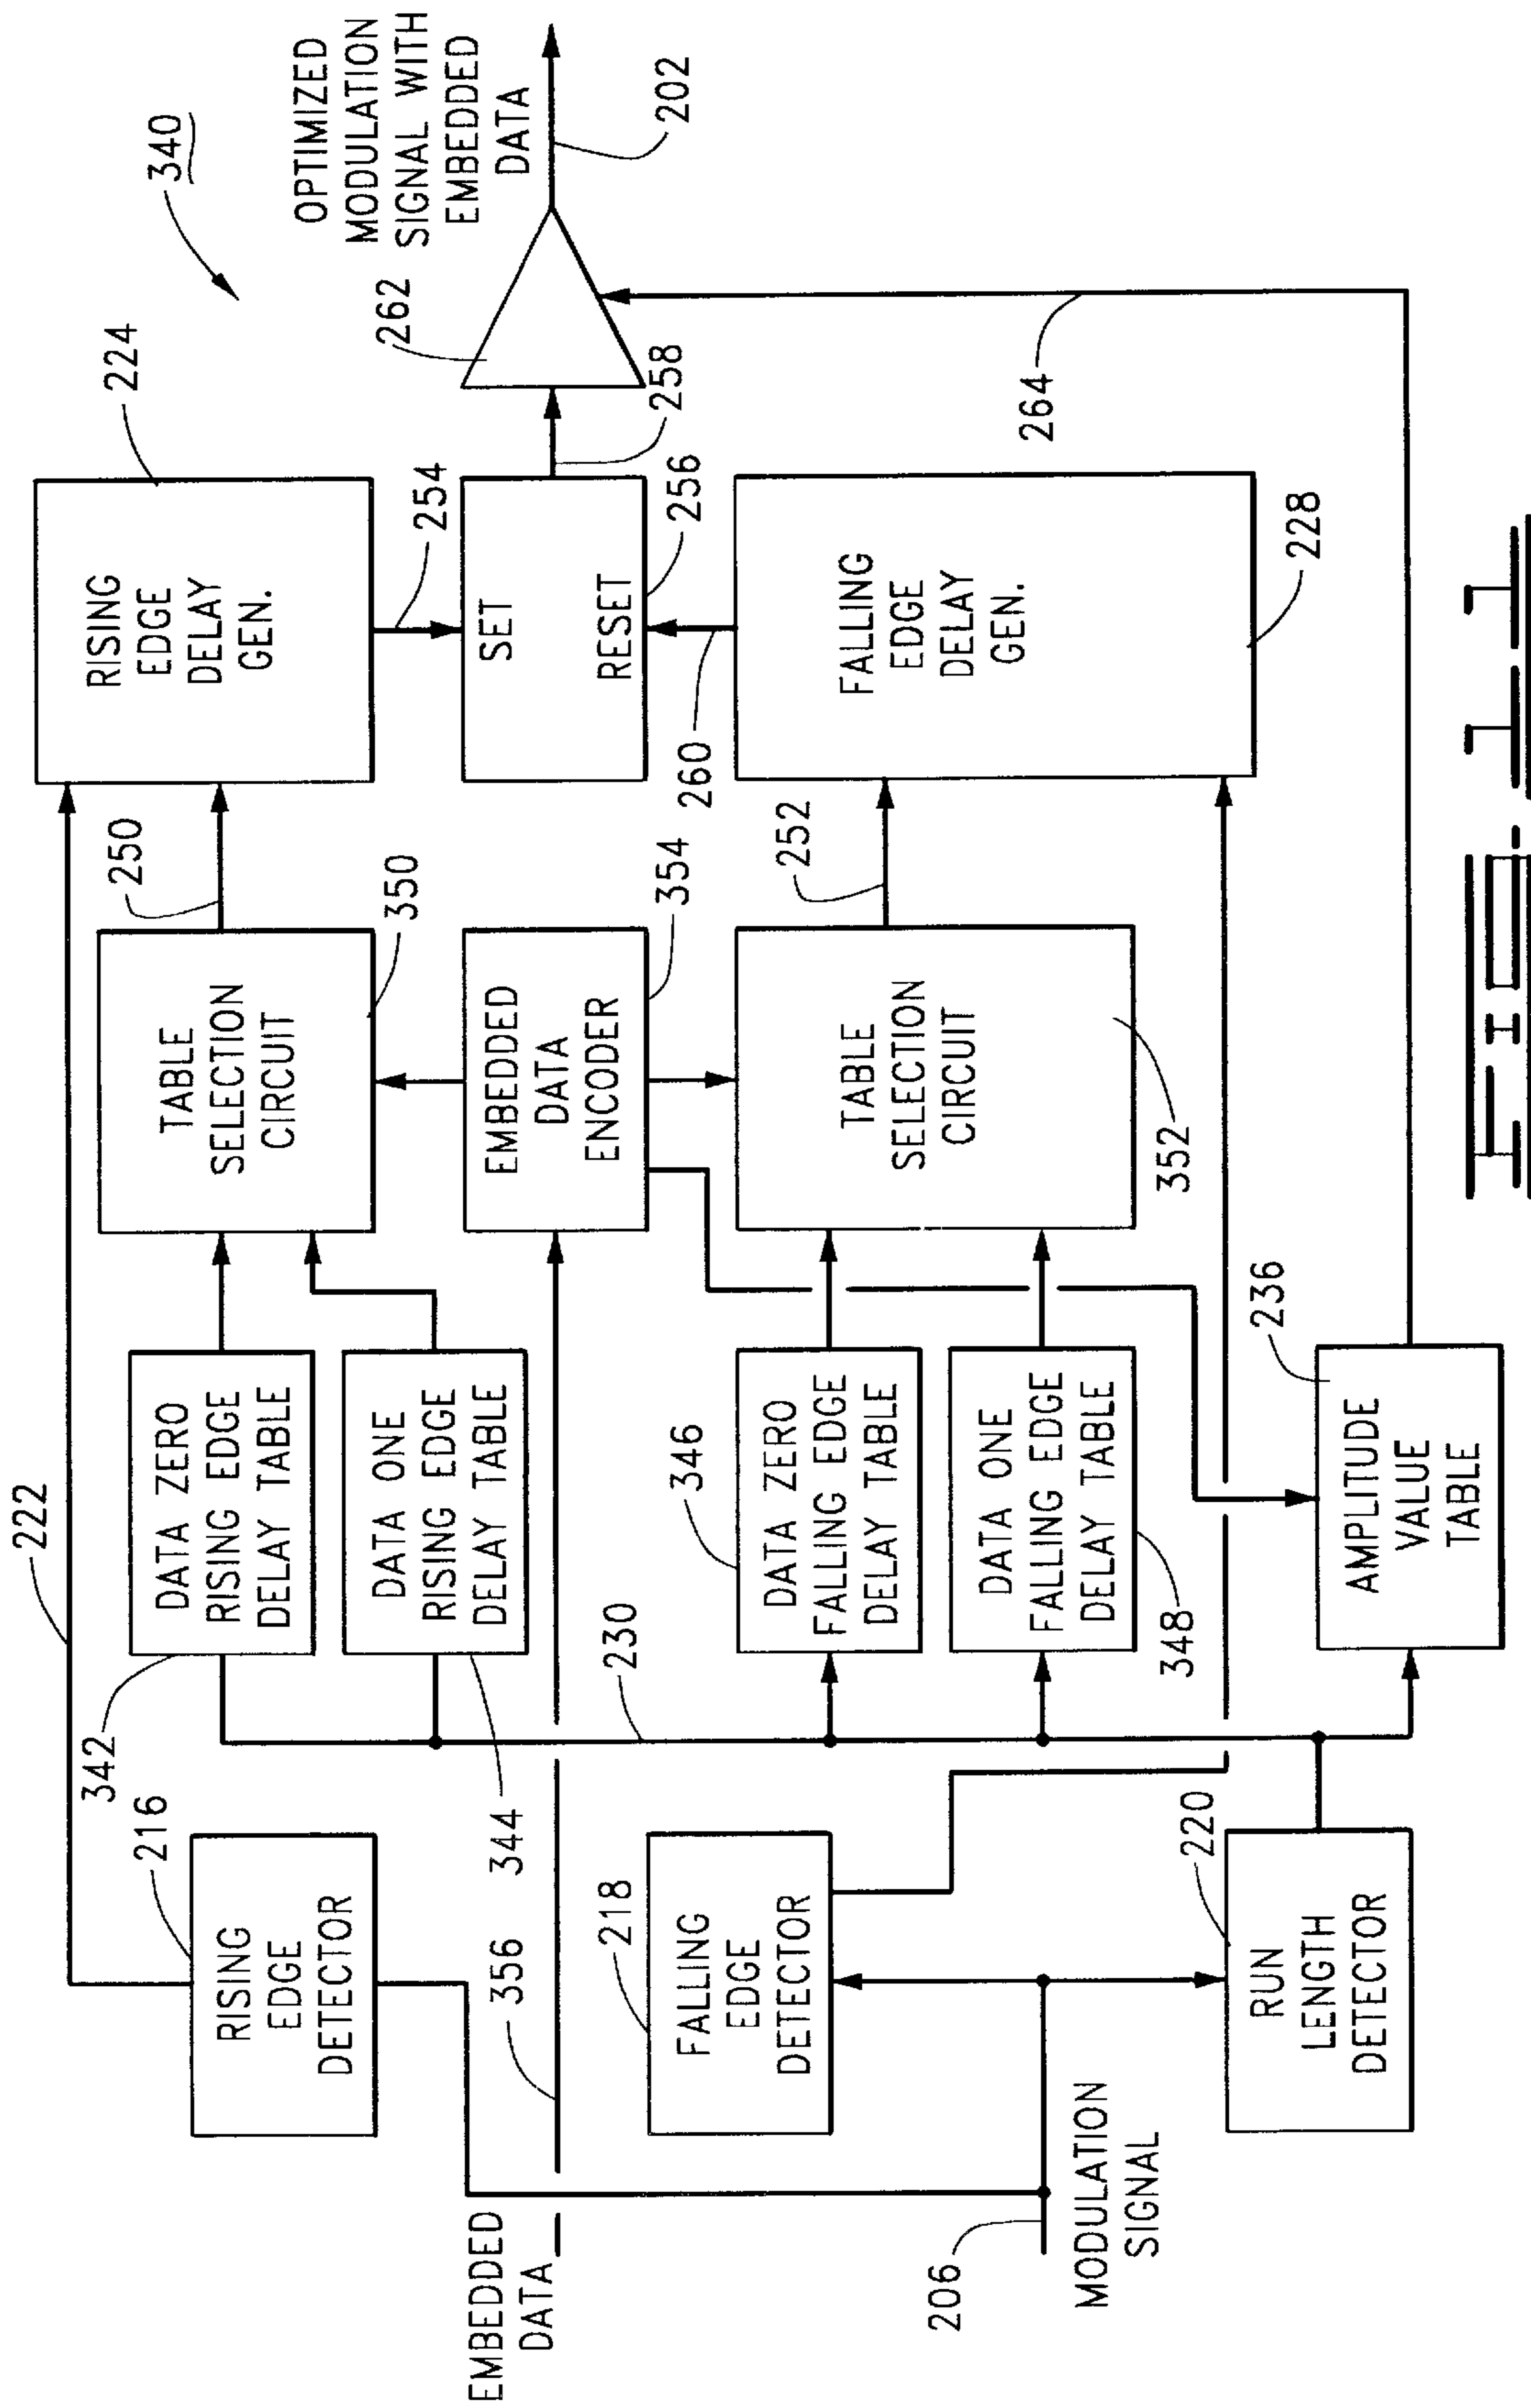 340
OPTIMIZED
MODULATION
SIGNAL WITH
EMBEDDED
DATA
202
262
258
264
222
216
RISING
EDGE
DETECTOR
342
DATA ZERO
RISING EDGE
DELAY TABLE
344
DATA ONE
RISING EDGE
DELAY TABLE
TABLE
SELECTION
CIRCUIT
350
250
RISING
EDGE
DELAY
GEN.
224
254
SET
RESET
256
260
EMBEDDED
DATA
356
EMBEDDED
DATA
ENCODER
354
218
FALLING
EDGE
DETECTOR
230
346
DATA ZERO
FALLING EDGE
DELAY TABLE
DATA ONE
FALLING EDGE
DELAY TABLE
348
TABLE
SELECTION
CIRCUIT
352
252
FALLING
EDGE
DELAY
GEN.
228
206
MODULATION
SIGNAL
220
RUN
LENGTH
DETECTOR
236
AMPLITUDE
VALUE
TABLE
FIG. 11